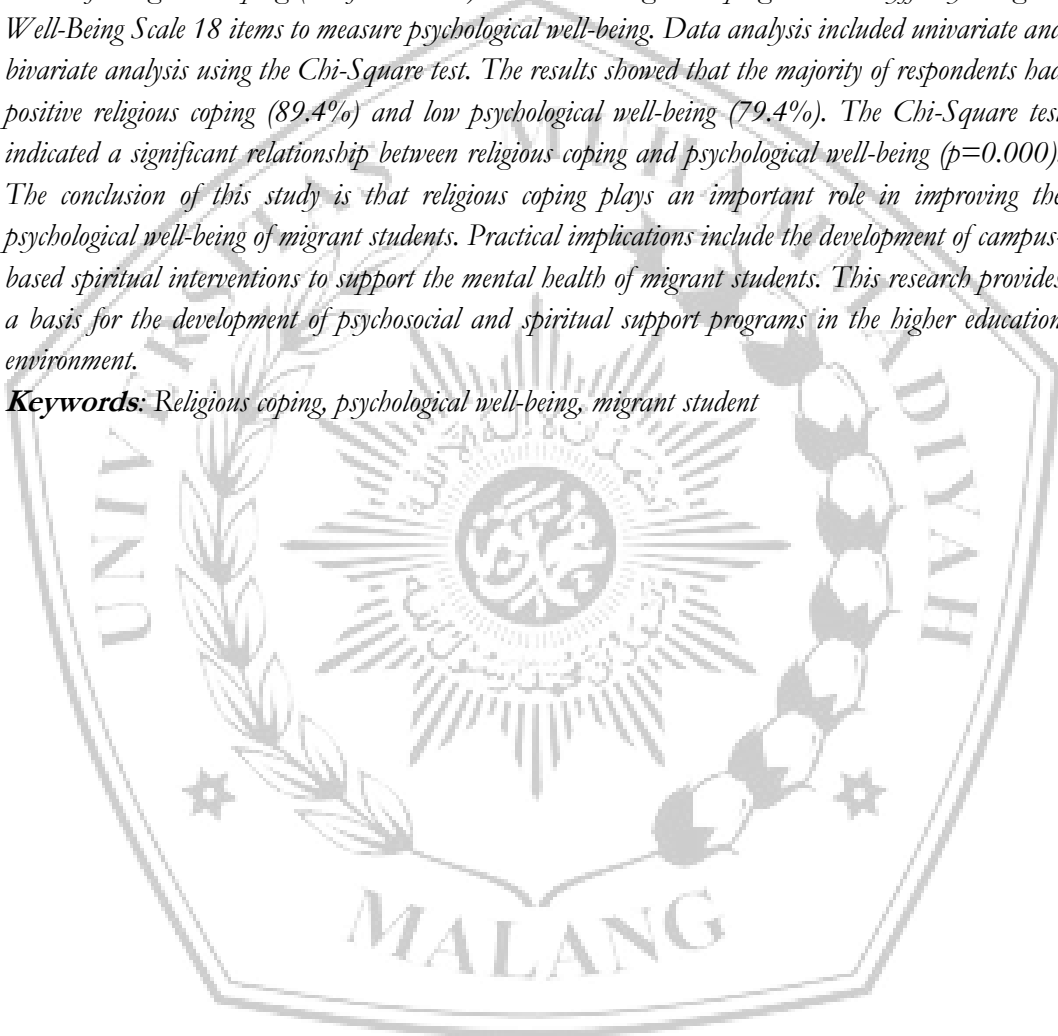 Well-Being Scale 18 items to measure psychological well-being. Data analysis included univariate and
bivariate analysis using the Chi-Square test. The results showed that the majority of respondents had
positive religious coping (89.4%) and low psychological well-being (79.4%). The Chi-Square test
indicated a significant relationship between religious coping and psychological well-being (p=0.000).
The conclusion of this study is that religious coping plays an important role in improving the
psychological well-being of migrant students. Practical implications include the development of campus-
based spiritual interventions to support the mental health of migrant students. This research provides
a basis for the development of psychosocial and spiritual support programs in the higher education
environment.
Keywords: Religious coping, psychological well-being, migrant student
UNIVERSITAS MUHAMMADIYAH
MALANG